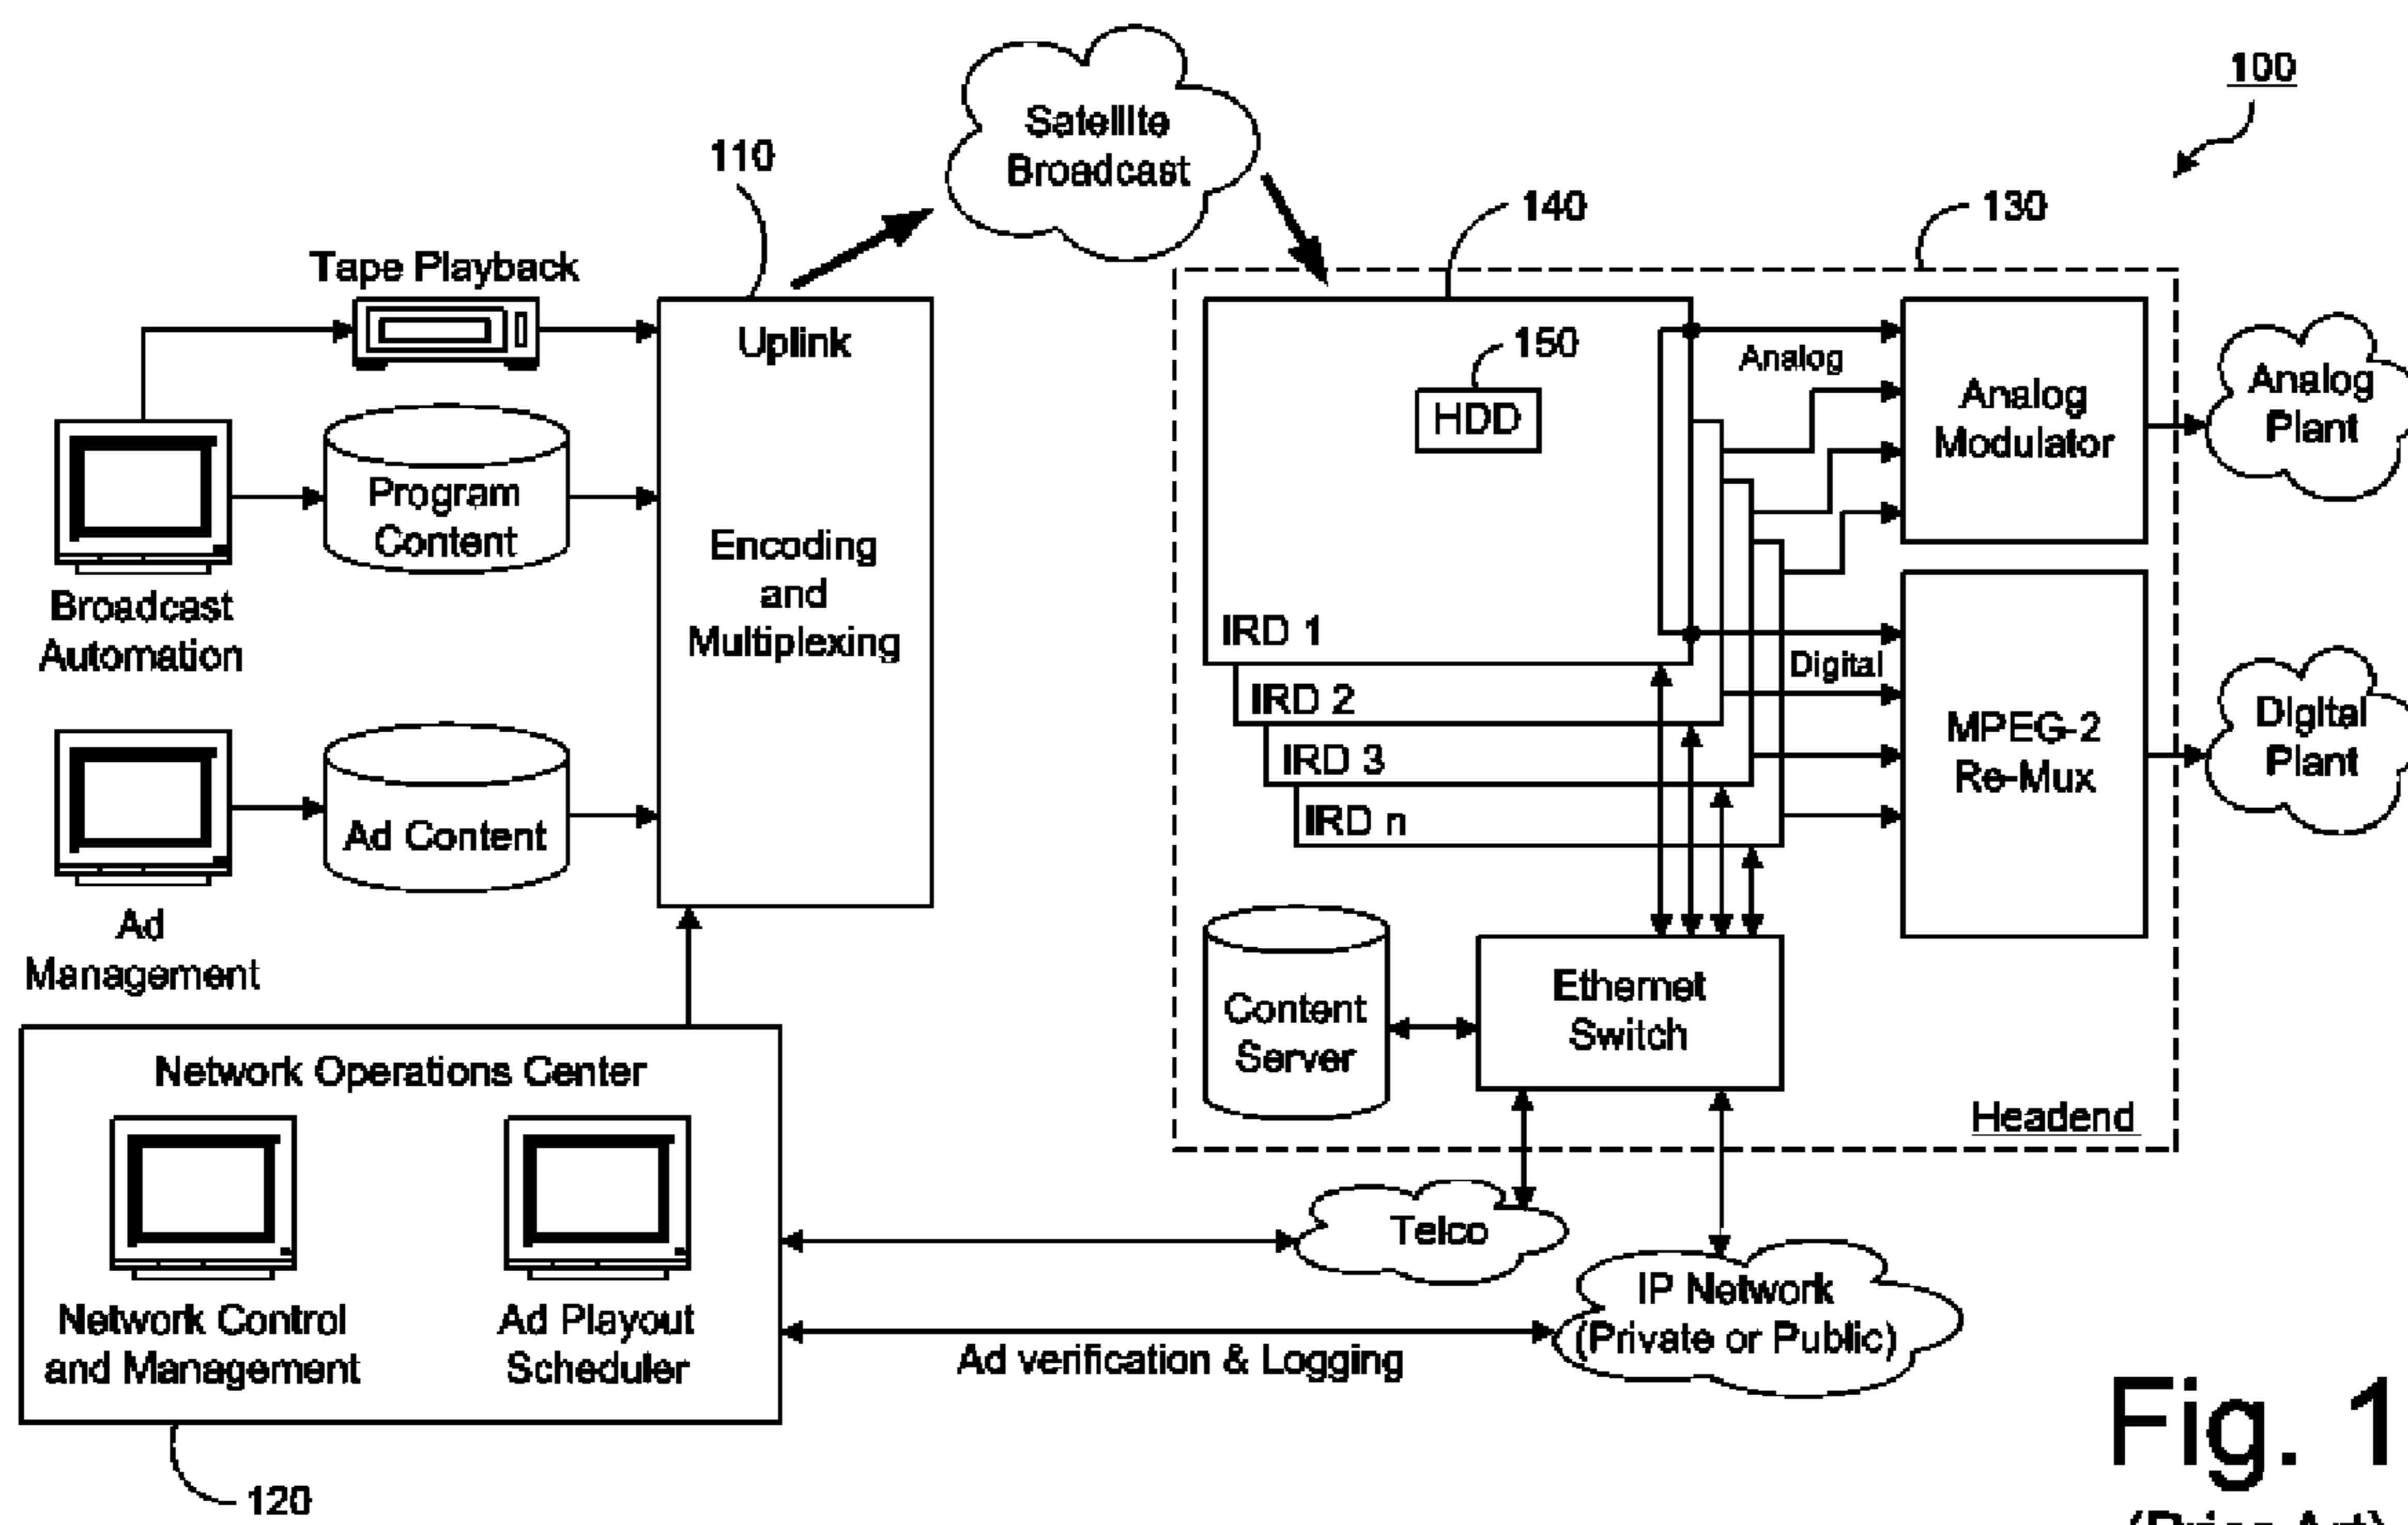 100
Satellite
Broadcast
110
140
130
Tape Playback
Uplink
150
HDD
Analog
Analog
Modulator
Analog
Plant
Program
Content
Encoding
and
Multiplexing
Broadcast
Automation
IRD 1
Digital
IRD 2
IRD 3
IRD n
MPEG-2
Re-Mux
Digital
Plant
Ad Content
Ad
Management
Content
Server
Ethernet
Switch
Headend
Network Operations Center
Network Control
and Management
Ad Playout
Scheduler
Telco
IP Network
(Private or Public)
Ad verification & Logging
120
Fig. 1
(Prior Art)